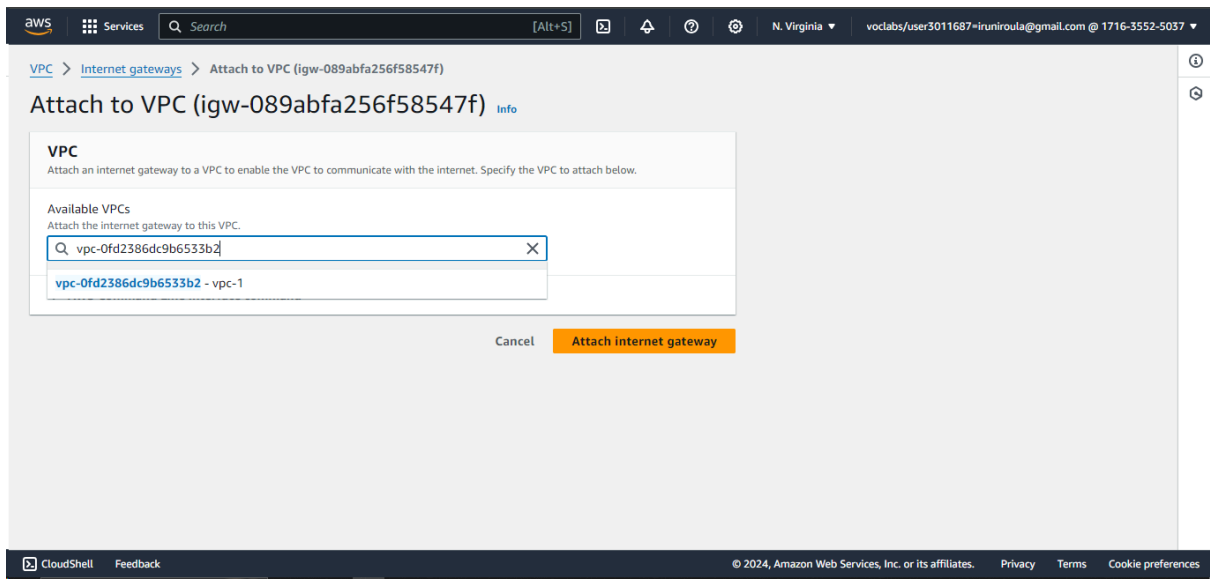 aws Services Search [Alt+S] N. Virginia voclabs/user3011687=iruniroula@gmail.com @ 1716-3552-5037
VPC > Internet gateways > Attach to VPC (igw-089abfa256f58547f)
Attach to VPC (igw-089abfa256f58547f) Info
VPC
Attach an internet gateway to a VPC to enable the VPC to communicate with the internet. Specify the VPC to attach below.
Available VPCs
Attach the internet gateway to this VPC.
vpc-0fd2386dc9b6533b2
vpc-0fd2386dc9b6533b2 - vpc-1
Cancel Attach internet gateway
CloudShell Feedback © 2024, Amazon Web Services, Inc. or its affiliates. Privacy Terms Cookie preferences